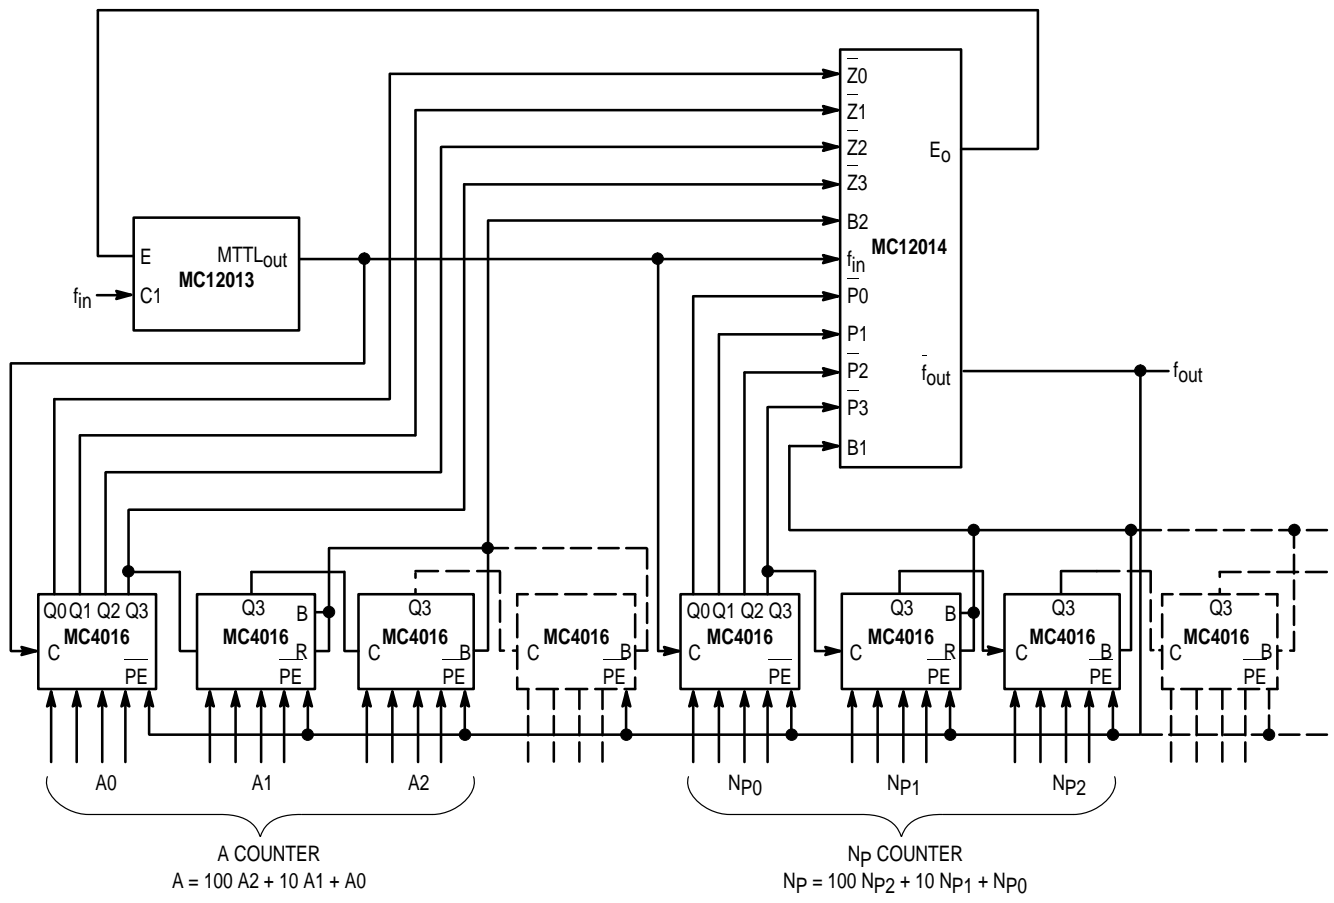 Z0
Z1
Z2
Z3
B2
MC12014
fin
P0
P1
P2
P3
B1
Eo
fout
fout
E
MTTLout
MC12013
fin
C1
Q0 Q1 Q2 Q3
MC4016
C
PE
Q3
B
MC4016
R
PE
Q3
MC4016
C
B
PE
MC4016
C
B
PE
Q0 Q1 Q2 Q3
MC4016
C
PE
Q3
B
MC4016
C
R
PE
Q3
MC4016
C
B
PE
Q3
MC4016
C
B
PE
A0
A1
A2
NP0
NP1
NP2
A COUNTER
A = 100 A2 + 10 A1 + A0
NP COUNTER
NP = 100 NP2 + 10 NP1 + NP0